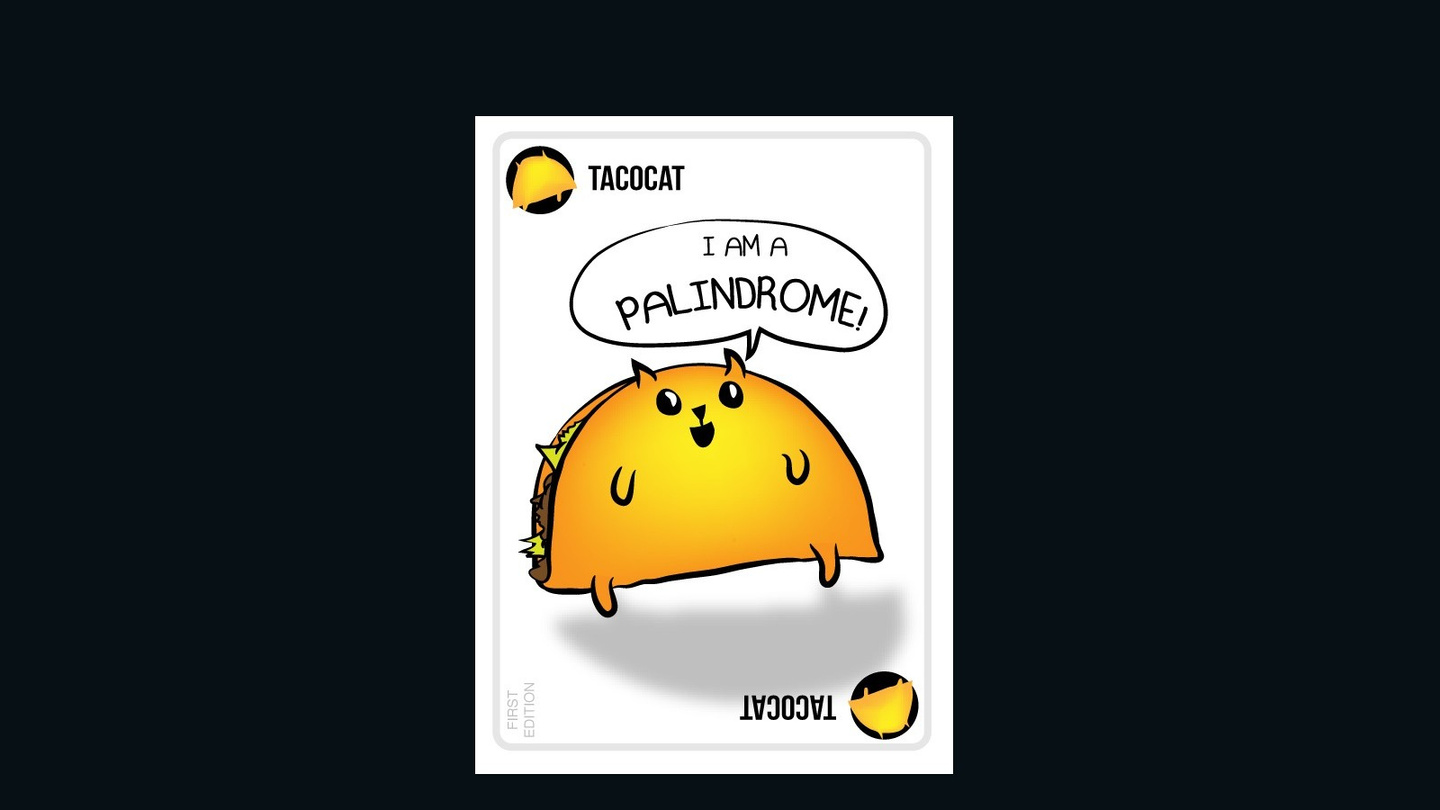 TACOCAT
I AM A
PALINDROME!
TACOCAT
FIRST
EDITION